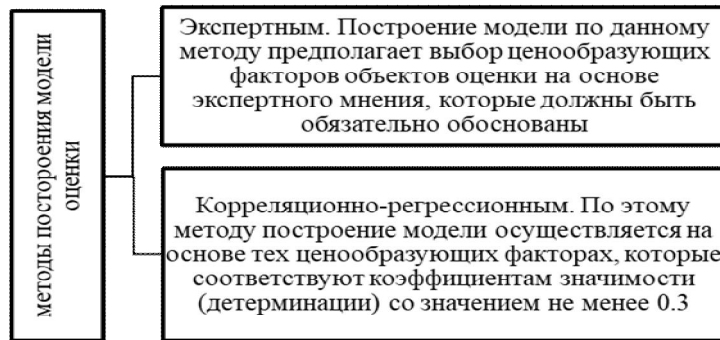 методы постороения модели
оценки
Экспертным. Построение модели по данному
методу предполагает выбор ценообразующих
факторов объектов оценки на основе
экспертного мнения, которые должны быть
обязательно обоснованы
Корреляционно-регрессионным. По этому
методу построение модели осуществляется на
основе тех ценообразующих факторах, которые
соответствуют коэффициентам значимости
(детерминации) со значением не менее 0.3